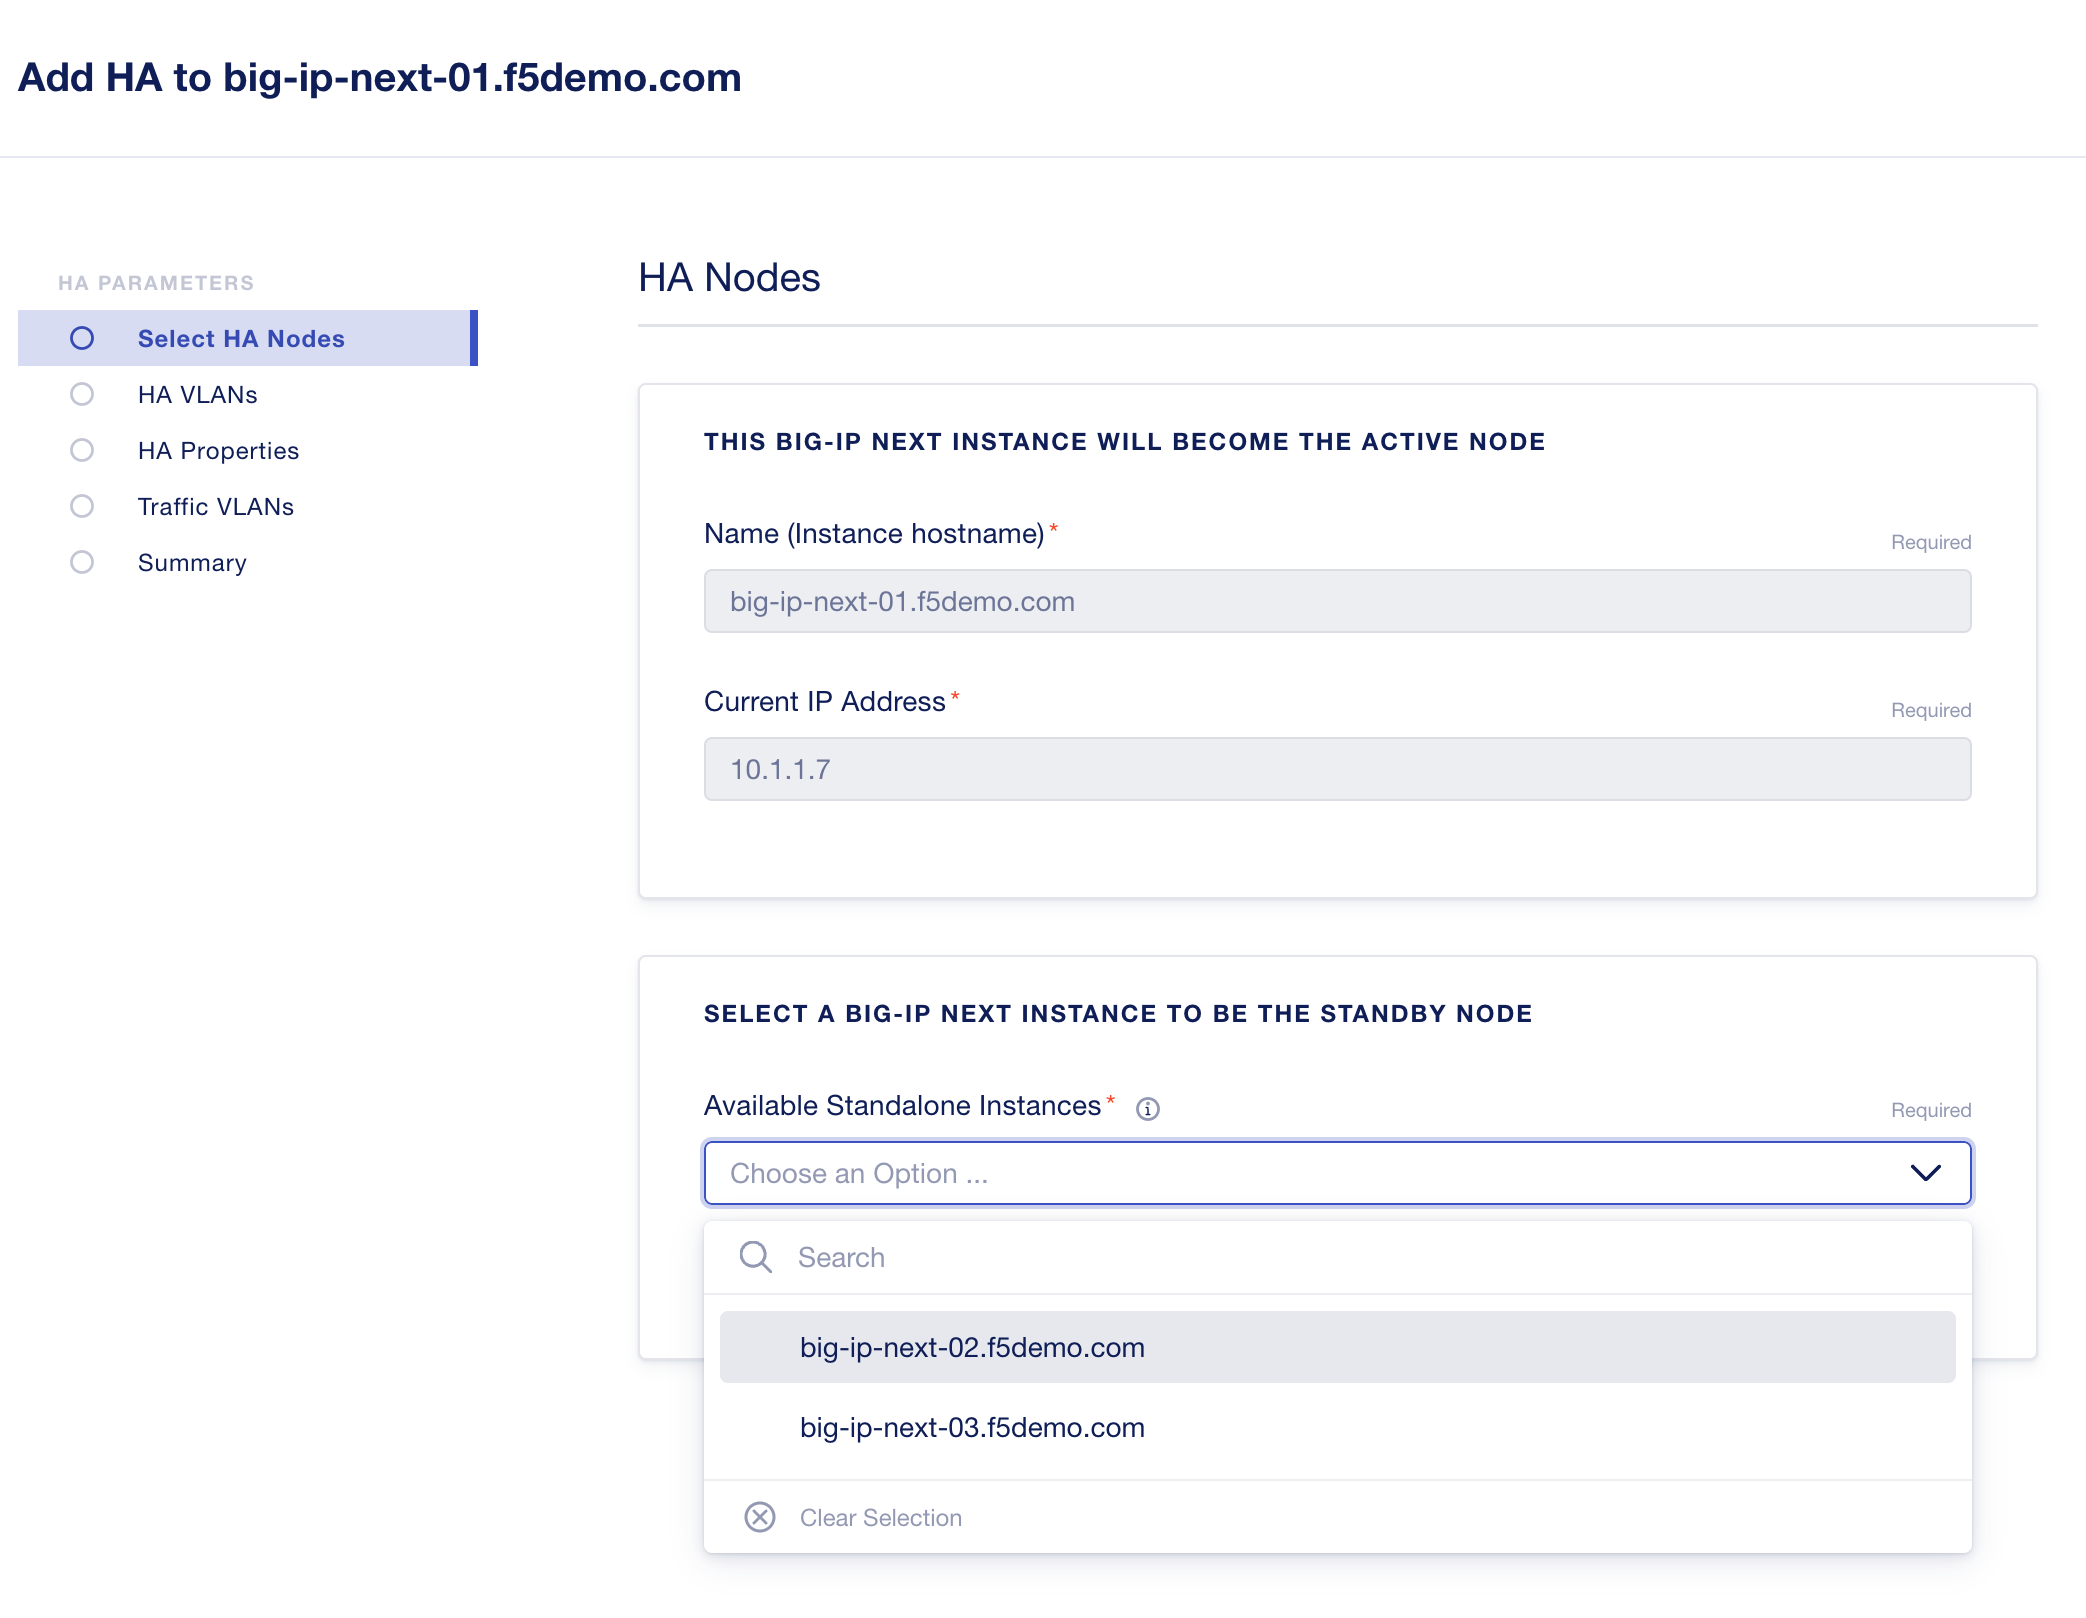 Add HA to big-ip-next-01.f5demo.com
HA PARAMETERS
Select HA Nodes
HA VLANs
HA Properties
Traffic VLANs
Summary
HA Nodes
THIS BIG-IP NEXT INSTANCE WILL BECOME THE ACTIVE NODE
Name (Instance hostname)* Required
big-ip-next-01.f5demo.com
Current IP Address* Required
10.1.1.7
SELECT A BIG-IP NEXT INSTANCE TO BE THE STANDBY NODE
Available Standalone Instances* Required
Choose an Option ...
Search
big-ip-next-02.f5demo.com
big-ip-next-03.f5demo.com
Clear Selection